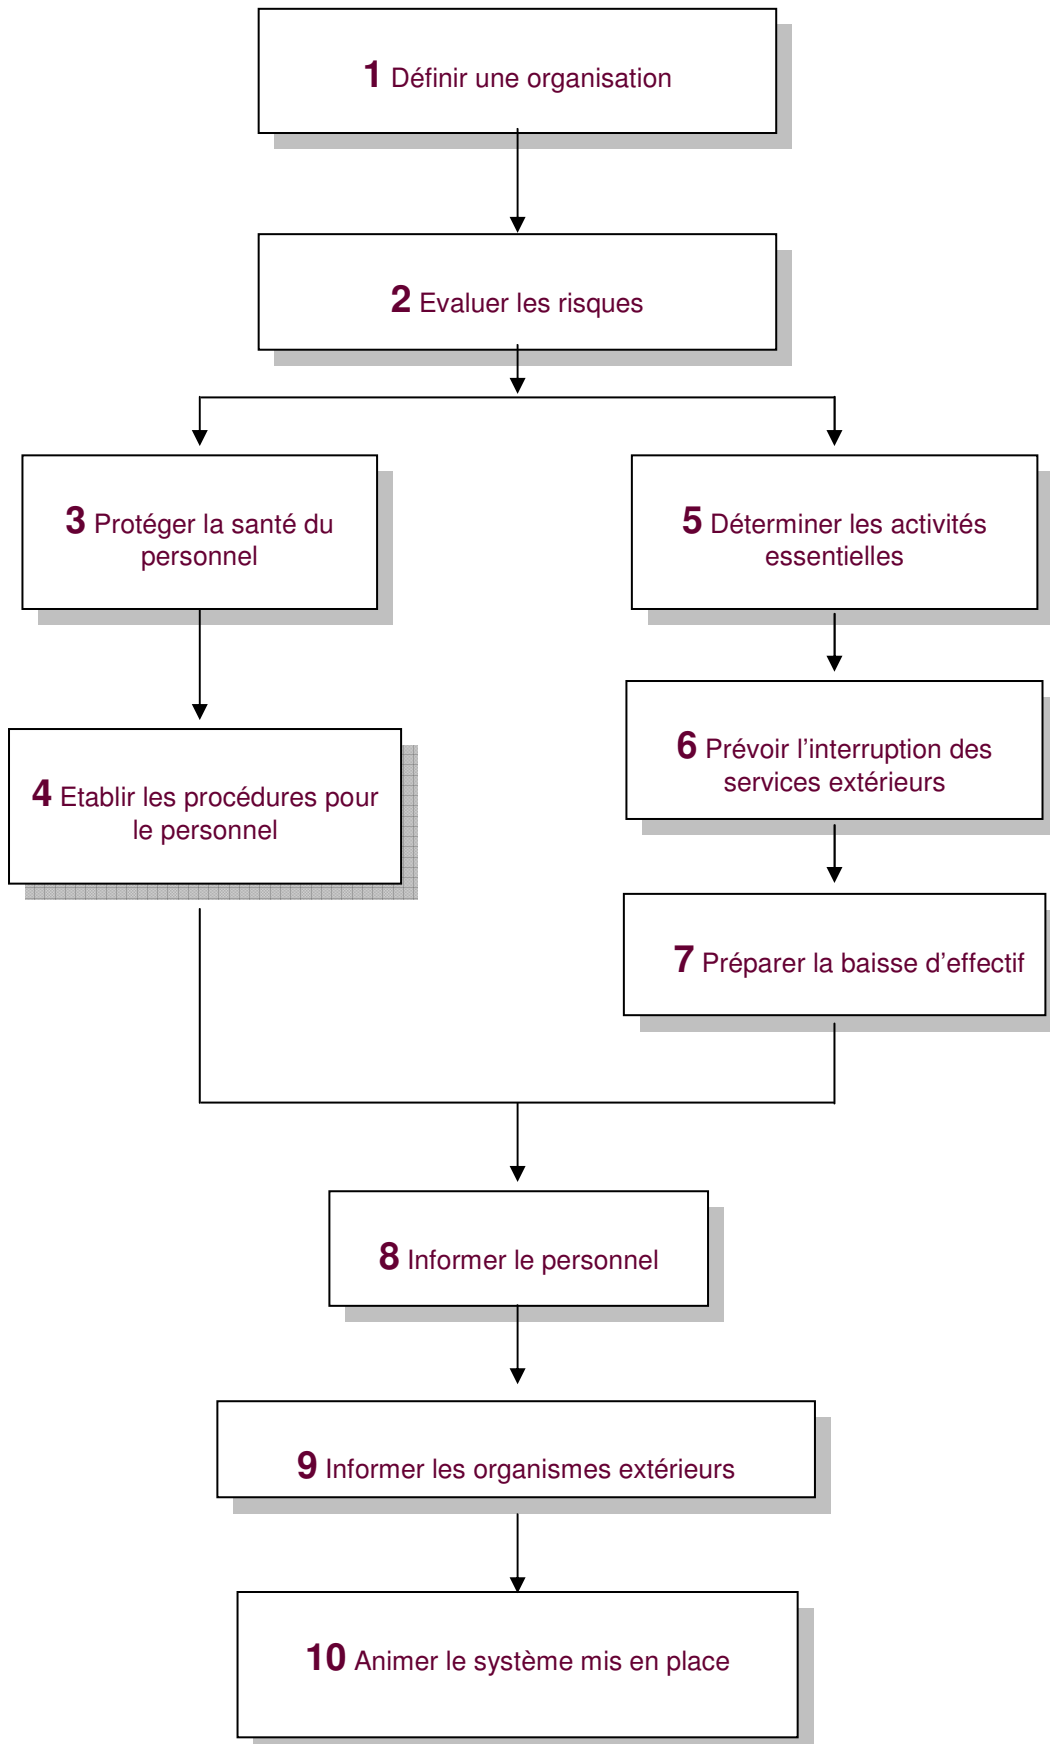 1 Définir une organisation
2 Evaluer les risques
3 Protéger la santé du
personnel
4 Etablir les procédures pour
le personnel
5 Déterminer les activités
essentielles
6 Prévoir l’interruption des
services extérieurs
7 Préparer la baisse d’effectif
8 Informer le personnel
9 Informer les organismes extérieurs
10 Animer le système mis en place